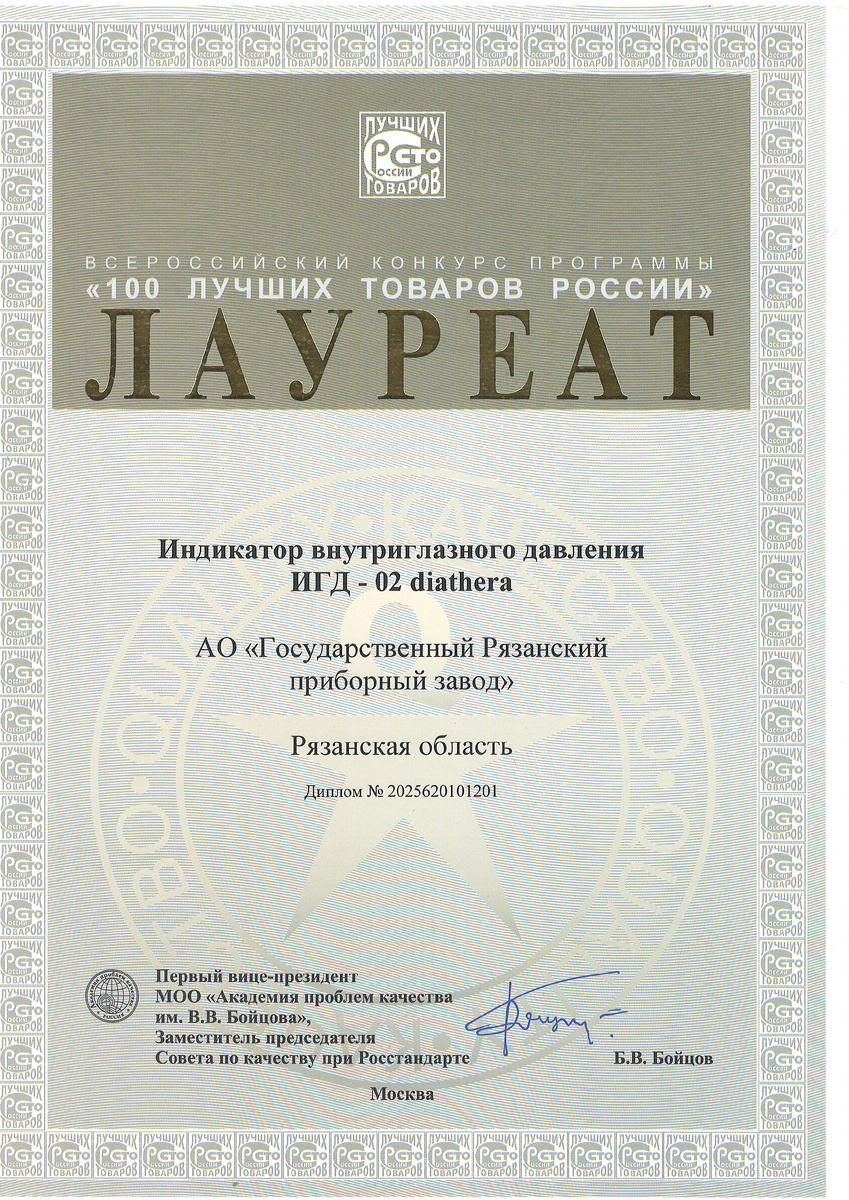 ЛУЧШИХ
СТО
РОССИИ
ТОВАРОВ
ВСЕРОССИЙСКИЙ КОНКУРС ПРОГРАММЫ
«100 ЛУЧШИХ ТОВАРОВ РОССИИ»
ЛАУРЕАТ
Индикатор внутриглазного давления
ИГД - 02 diathera
АО «Государственный Рязанский
приборный завод»
Рязанская область
Диплом № 2025620101201
Первый вице-президент
МОО «Академия проблем качества
им. В.В. Бойцова»,
Заместитель председателя
Совета по качеству при Росстандарте
Б.В. Бойцов
Москва